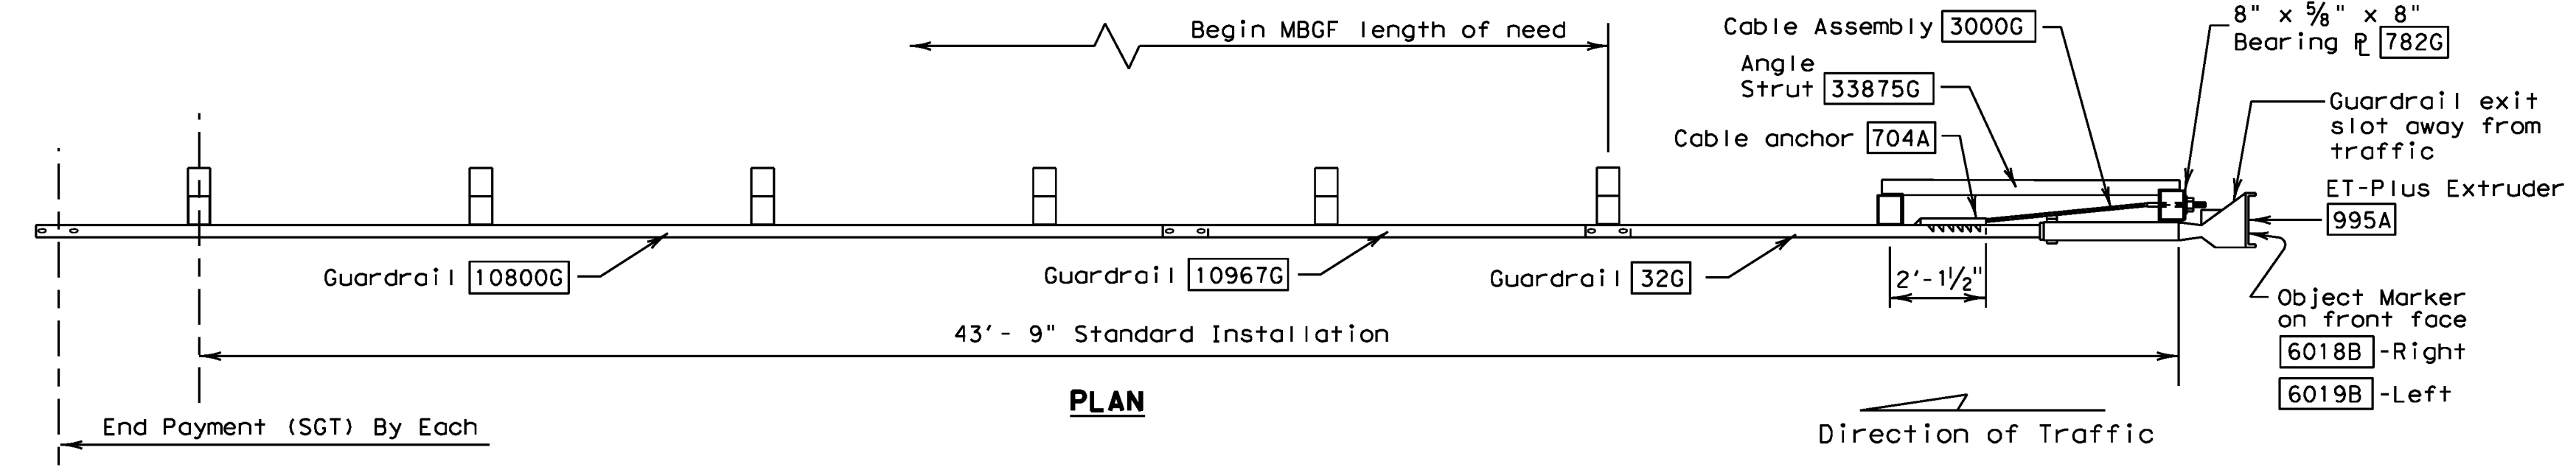 Begin MBGF length of need
Cable Assembly 3000G
8" x 5/8" x 8"
Bearing ⅊ 782G
Angle
Strut 33875G
Cable anchor 704A
Guardrail exit
slot away from
traffic
ET-Plus Extruder
995A
Guardrail 10800G
Guardrail 10967G
Guardrail 32G
2'-1½"
Object Marker
on front face
6018B -Right
6019B -Left
43'- 9" Standard Installation
PLAN
End Payment (SGT) By Each
Direction of Traffic